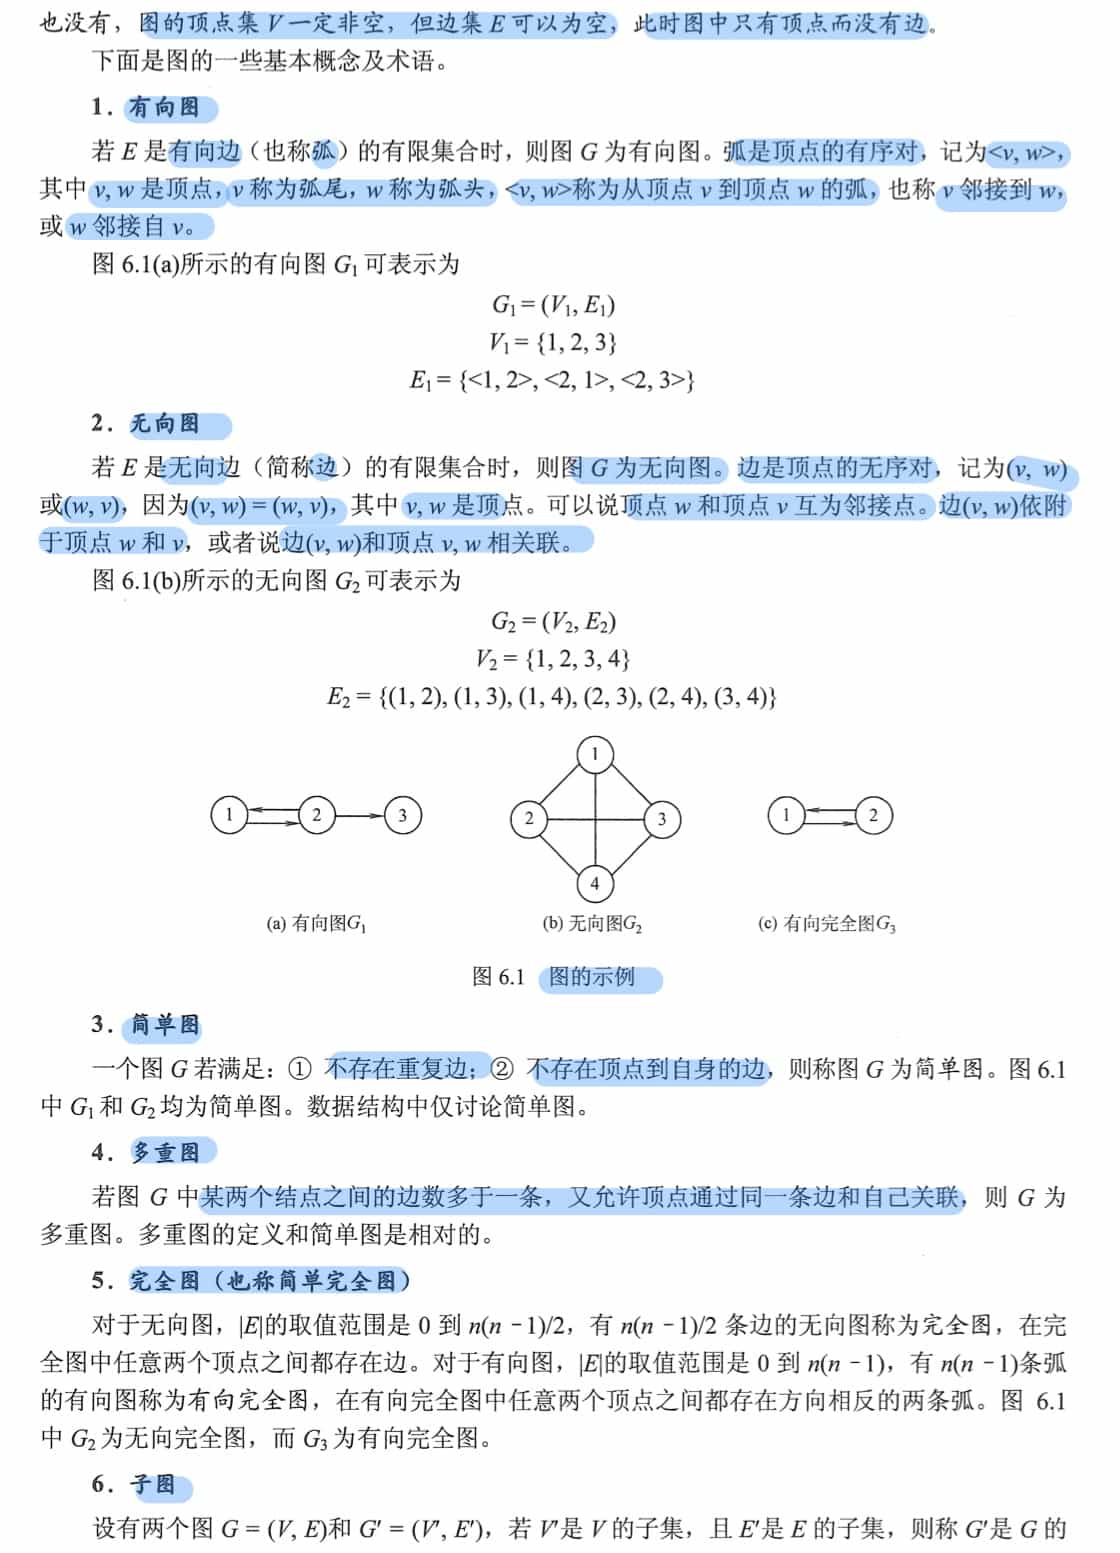 也没有，图的顶点集 V 一定非空，但边集 E 可以为空，此时图中只有顶点而没有边。
下面是图的一些基本概念及术语。
1. 有向图
若 E 是有向边（也称弧）的有限集合时，则图 G 为有向图。弧是顶点的有序对，记为<v, w>，
其中 v, w 是顶点，v 称为弧尾，w 称为弧头，<v, w>称为从顶点 v 到顶点 w 的弧，也称 v 邻接到 w，
或 w 邻接自 v。
图 6.1(a)所示的有向图 G₁ 可表示为
G₁ = (V₁, E₁)
V₁ = {1, 2, 3}
E₁ = {<1, 2>, <2, 1>, <2, 3>}
2. 无向图
若 E 是无向边（简称边）的有限集合时，则图 G 为无向图。边是顶点的无序对，记为(v, w)
或(w, v)，因为(v, w) = (w, v)，其中 v, w 是顶点。可以说顶点 w 和顶点 v 互为邻接点。边(v, w)依附
于顶点 w 和 v，或者说边(v, w)和顶点 v, w 相关联。
图 6.1(b)所示的无向图 G₂ 可表示为
G₂ = (V₂, E₂)
V₂ = {1, 2, 3, 4}
E₂ = {(1, 2), (1, 3), (1, 4), (2, 3), (2, 4), (3, 4)}
1 2 3
1
2 3
4
1 2
(a) 有向图G₁
(b) 无向图G₂
(c) 有向完全图G₃
图 6.1 图的示例
3. 简单图
一个图 G 若满足：① 不存在重复边；② 不存在顶点到自身的边，则称图 G 为简单图。图 6.1
中 G₁ 和 G₂ 均为简单图。数据结构中仅讨论简单图。
4. 多重图
若图 G 中某两个结点之间的边数多于一条，又允许顶点通过同一条边和自己关联，则 G 为
多重图。多重图的定义和简单图是相对的。
5. 完全图（也称简单完全图）
对于无向图，|E|的取值范围是 0 到 n(n - 1)/2，有 n(n - 1)/2 条边的无向图称为完全图，在完
全图中任意两个顶点之间都存在边。对于有向图，|E|的取值范围是 0 到 n(n - 1)，有 n(n - 1)条弧
的有向图称为有向完全图，在有向完全图中任意两个顶点之间都存在方向相反的两条弧。图 6.1
中 G₂ 为无向完全图，而 G₃ 为有向完全图。
6. 子图
设有两个图 G = (V, E)和 G′ = (V′, E′)，若 V′是 V 的子集，且 E′是 E 的子集，则称 G′是 G 的